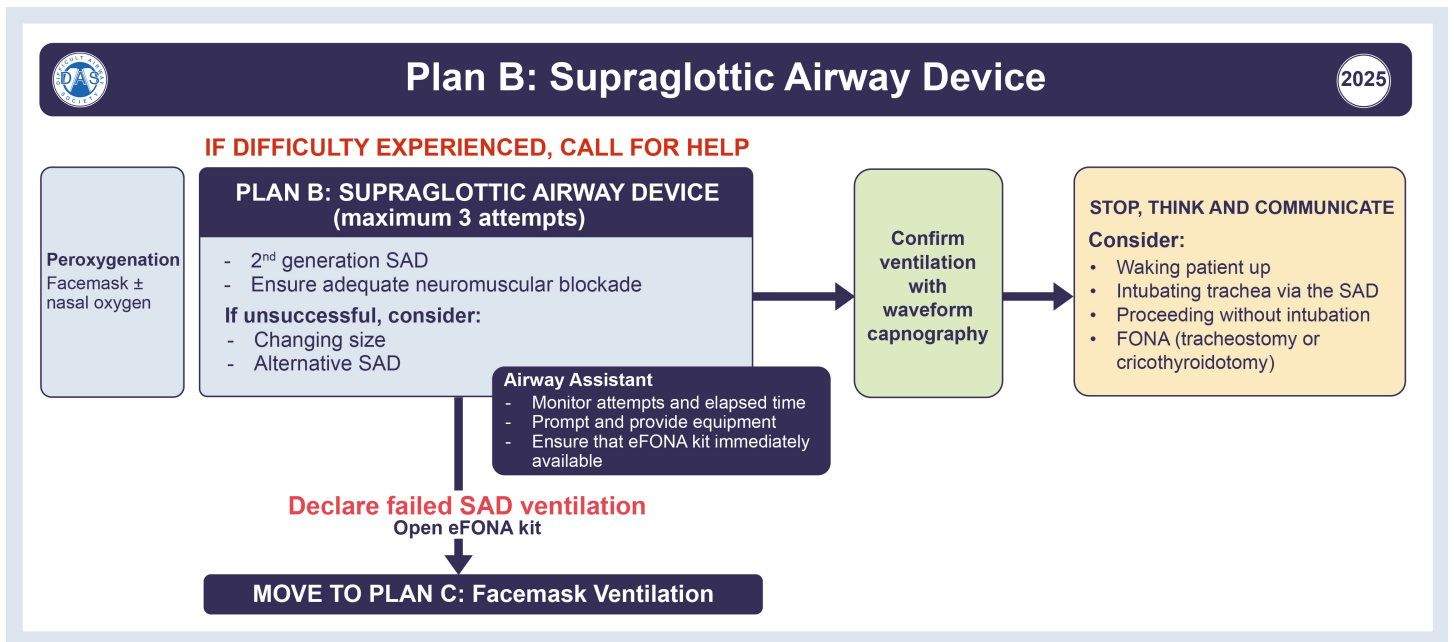 DIFFICULT AIRWAY SOCIETY
DAS
Plan B: Supraglottic Airway Device
2025
IF DIFFICULTY EXPERIENCED, CALL FOR HELP
Peroxygenation
Facemask ±
nasal oxygen
PLAN B: SUPRAGLOTTIC AIRWAY DEVICE
(maximum 3 attempts)
- 2nd generation SAD
- Ensure adequate neuromuscular blockade
If unsuccessful, consider:
- Changing size
- Alternative SAD
Airway Assistant
- Monitor attempts and elapsed time
- Prompt and provide equipment
- Ensure that eFONA kit immediately
available
Confirm
ventilation
with
waveform
capnography
STOP, THINK AND COMMUNICATE
Consider:
• Waking patient up
• Intubating trachea via the SAD
• Proceeding without intubation
• FONA (tracheostomy or
cricothyroidotomy)
Declare failed SAD ventilation
Open eFONA kit
MOVE TO PLAN C: Facemask Ventilation